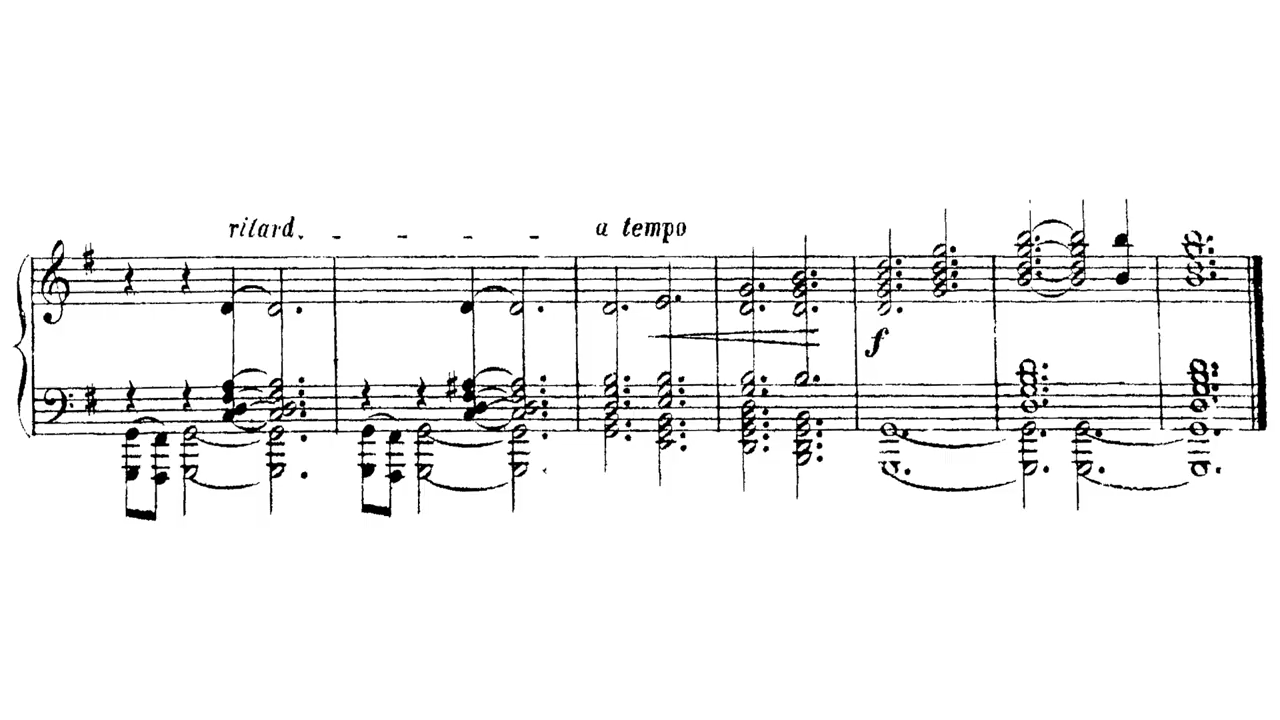 ritard. - - - - a tempo
f